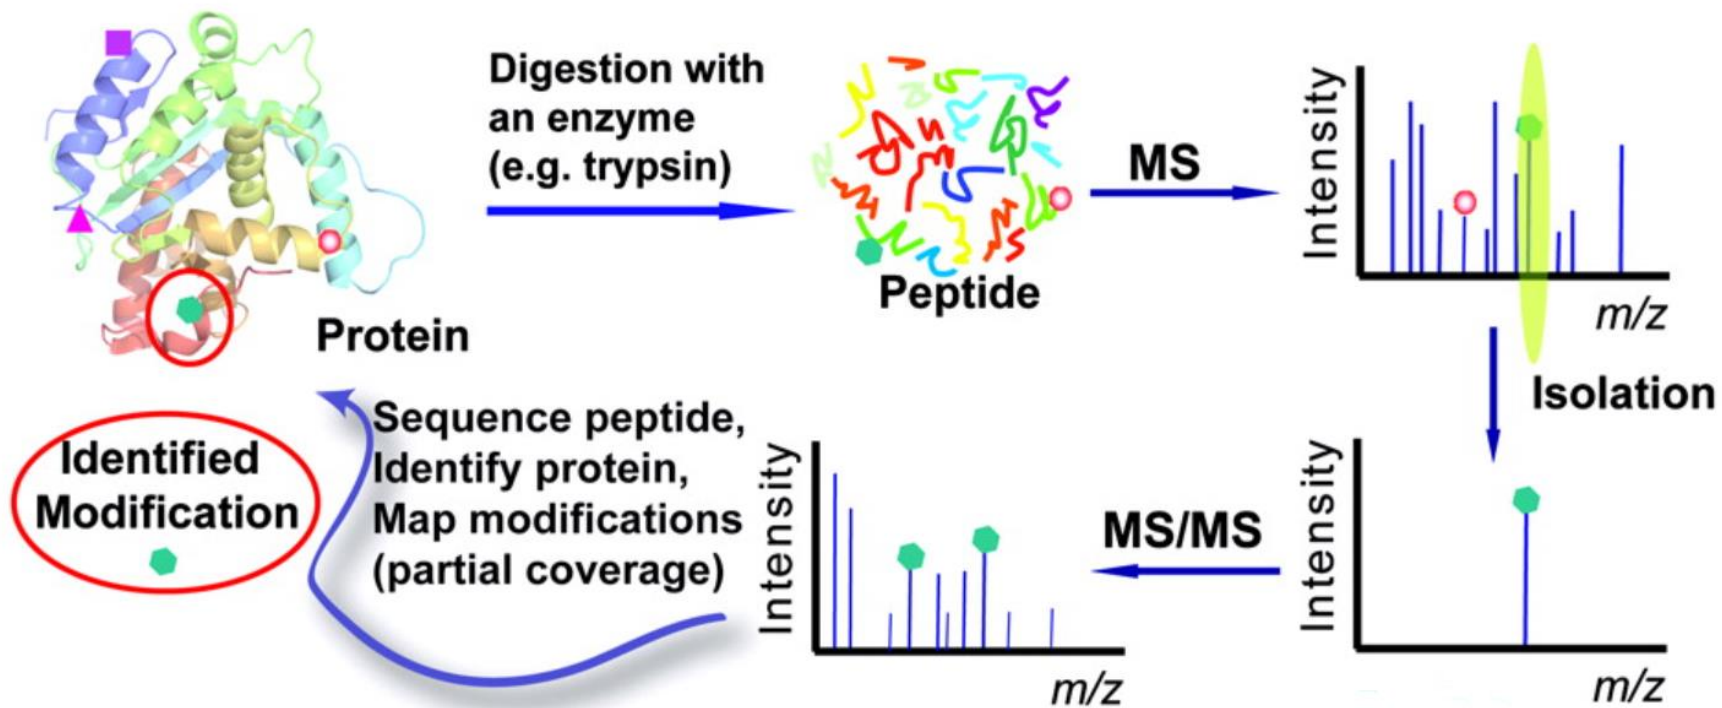 Digestion with
an enzyme
(e.g. trypsin)
Protein
Peptide
MS
Intensity
m/z
Isolation
Intensity
m/z
MS/MS
Intensity
m/z
Sequence peptide,
Identify protein,
Map modifications
(partial coverage)
Identified
Modification